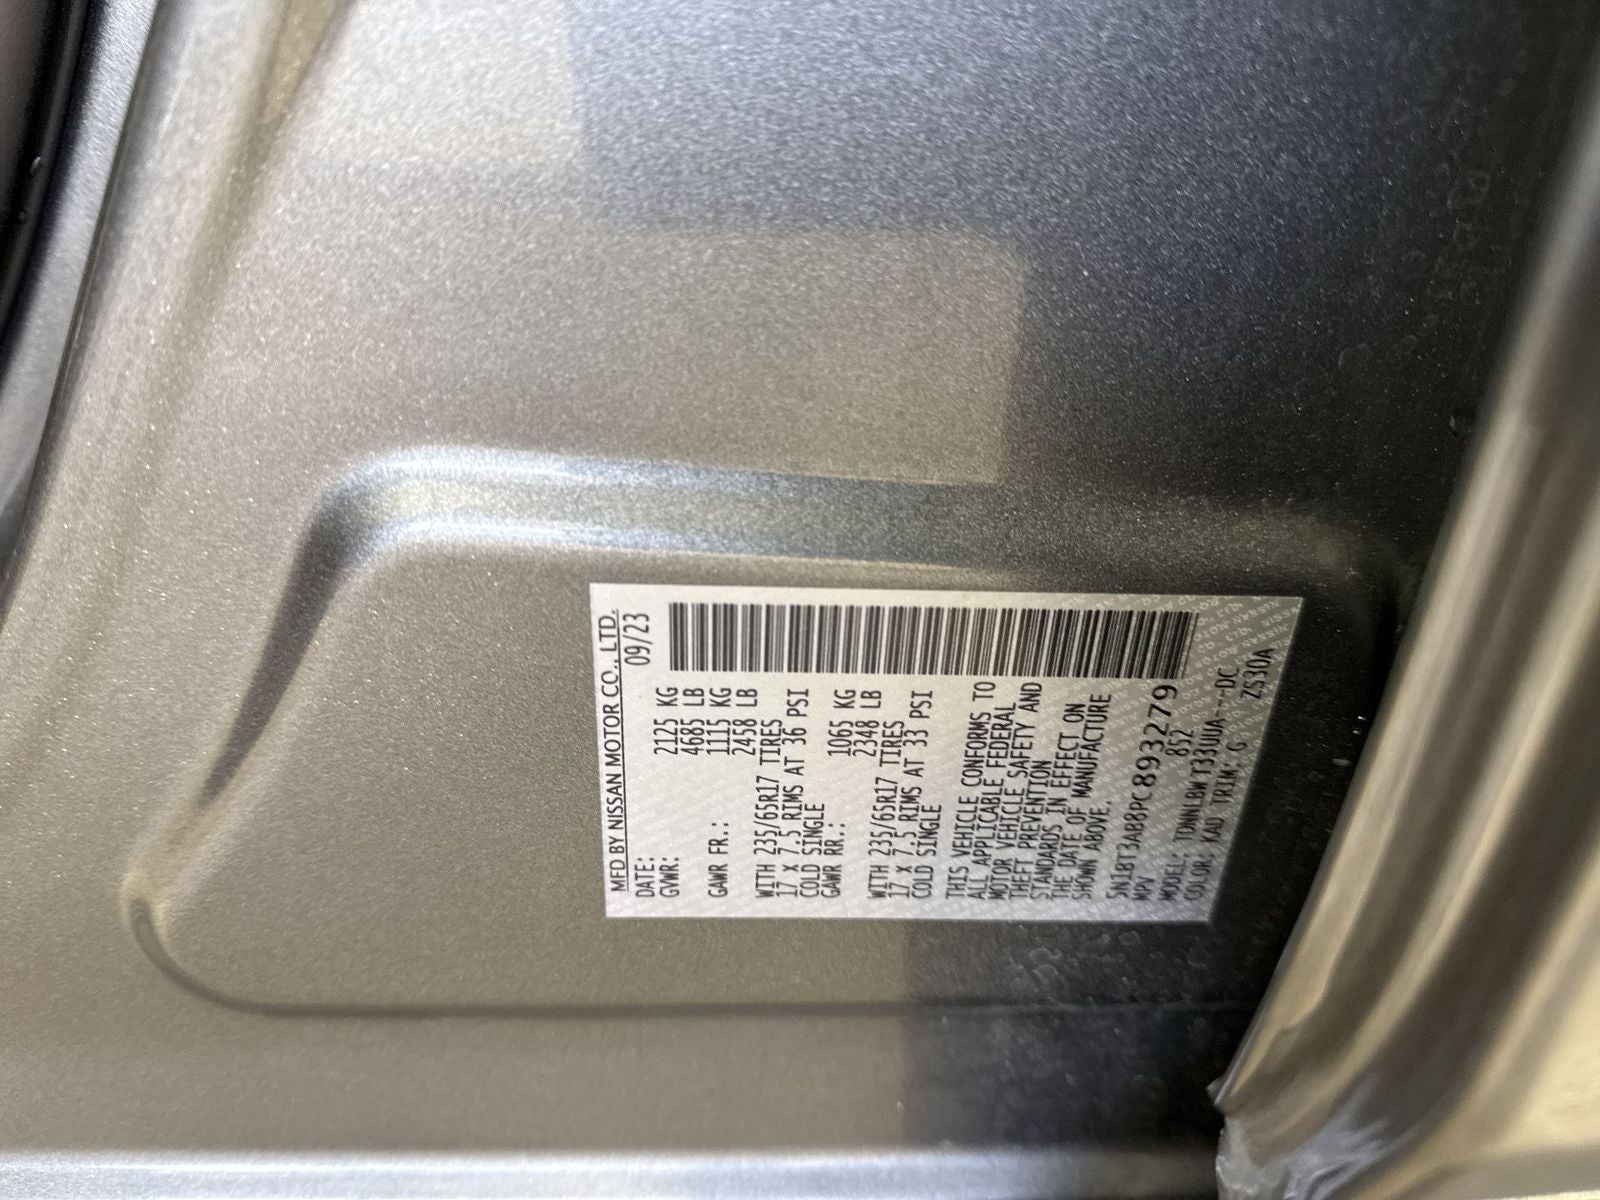 MFD BY NISSAN MOTOR CO., LTD.
DATE: 09/23
GVWR: 2125 KG
4685 LB
GAWR FR.: 1115 KG
2458 LB
WITH 235/65R17 TIRES
17 X 7.5 RIMS AT 36 PSI
COLD SINGLE
GAWR RR.: 1065 KG
2348 LB
WITH 235/65R17 TIRES
17 X 7.5 RIMS AT 33 PSI
COLD SINGLE
THIS VEHICLE CONFORMS TO
ALL APPLICABLE FEDERAL
MOTOR VEHICLE SAFETY AND
THEFT PREVENTION
STANDARDS IN EFFECT ON
THE DATE OF MANUFACTURE
SHOWN ABOVE.
5N1BT3AB8PC893279
MPV 852
MODEL: TDNNLBWT33UUA--DC
COLOR: KAD TRIM: G ZS30A